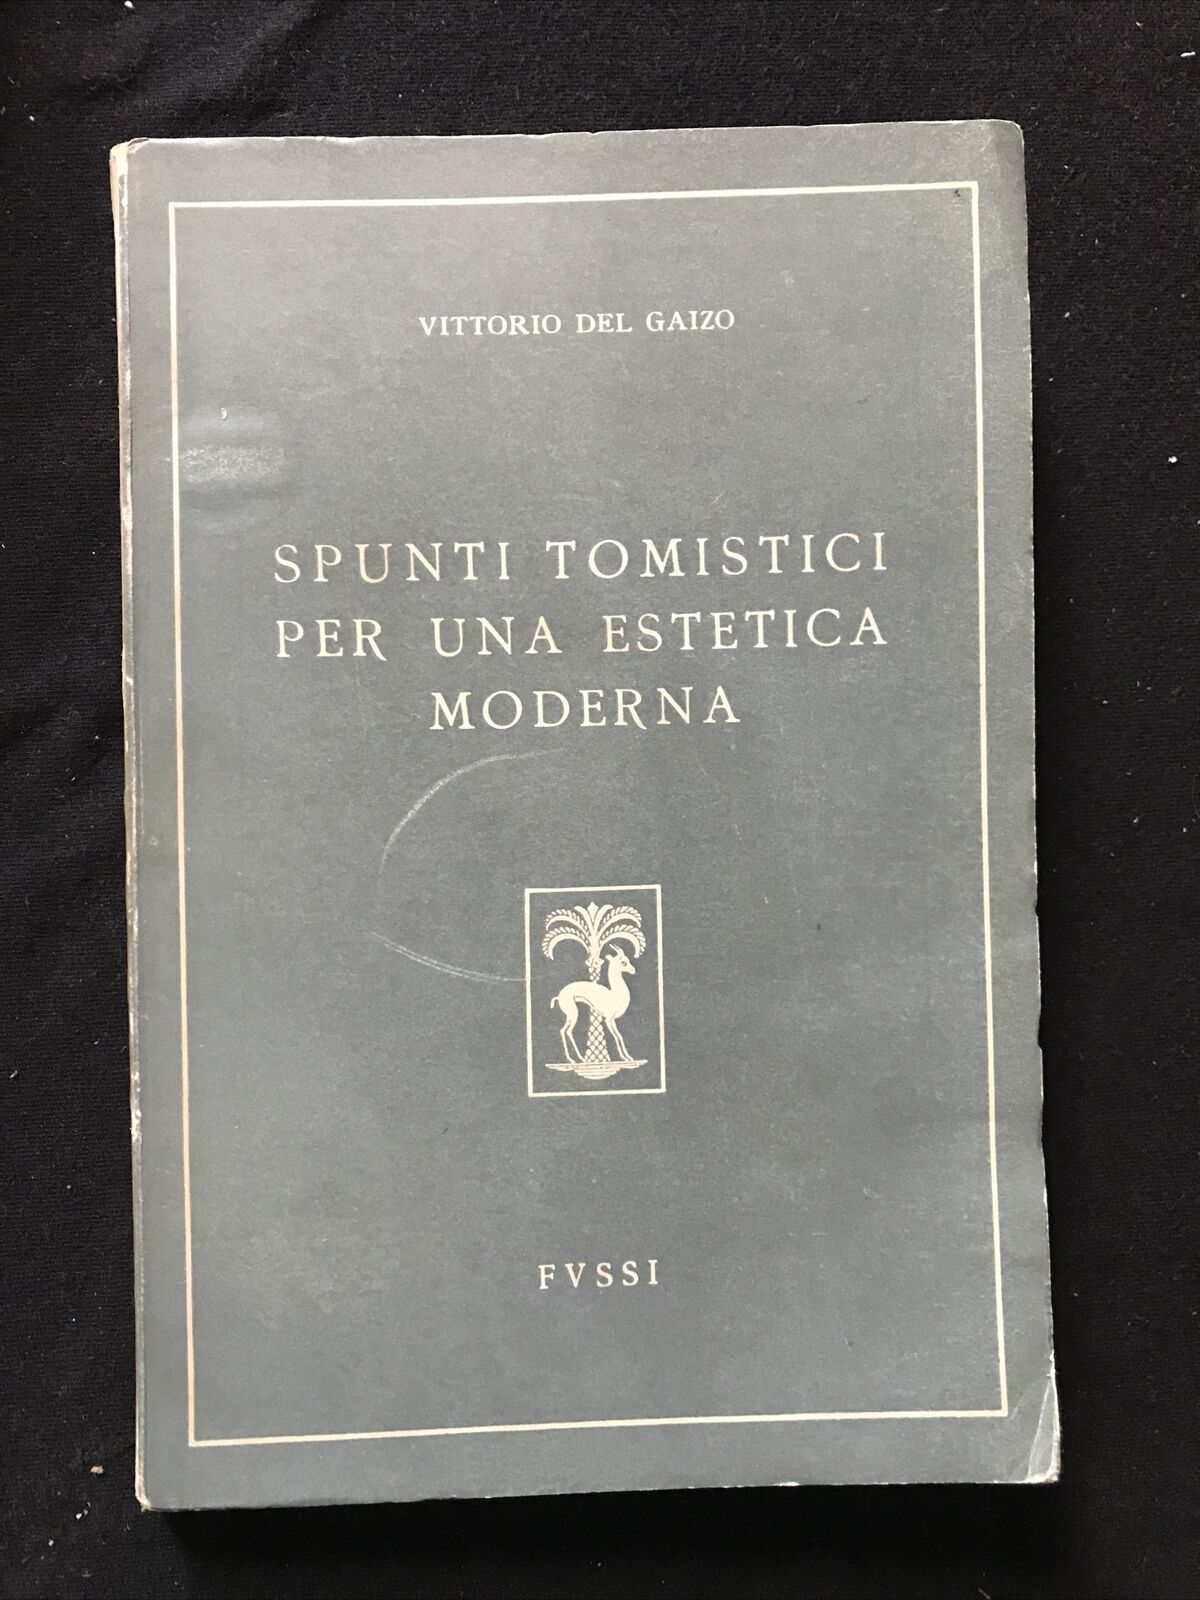 VITTORIO DEL GAIZO
SPUNTI TOMISTICI
PER UNA ESTETICA
MODERNA
FVSSI